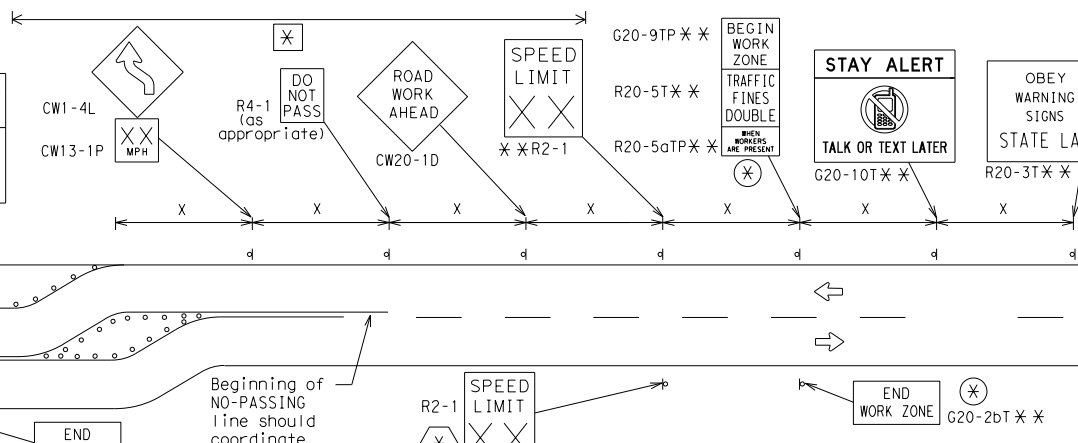 *
BEGIN
WORK
ZONE
G20-9TP * *
TRAFFIC
FINES
DOUBLE
R20-5T * *
WHEN
WORKERS
ARE PRESENT
R20-5aTP * *
*
SPEED
LIMIT
X X
* * R2-1
STAY ALERT
TALK OR TEXT LATER
G20-10T * *
OBEY
WARNING
SIGNS
STATE LA
R20-3T * *
ROAD
WORK
AHEAD
CW20-1D
DO
NOT
PASS
R4-1
(as
appropriate)
CW1-4L
CW13-1P
X X
MPH
X
X
X
X
X
X
X
Beginning of
NO-PASSING
line should
coordinate
R2-1
SPEED
LIMIT
X X
*
END
WORK ZONE
*
G20-2bT * *
END